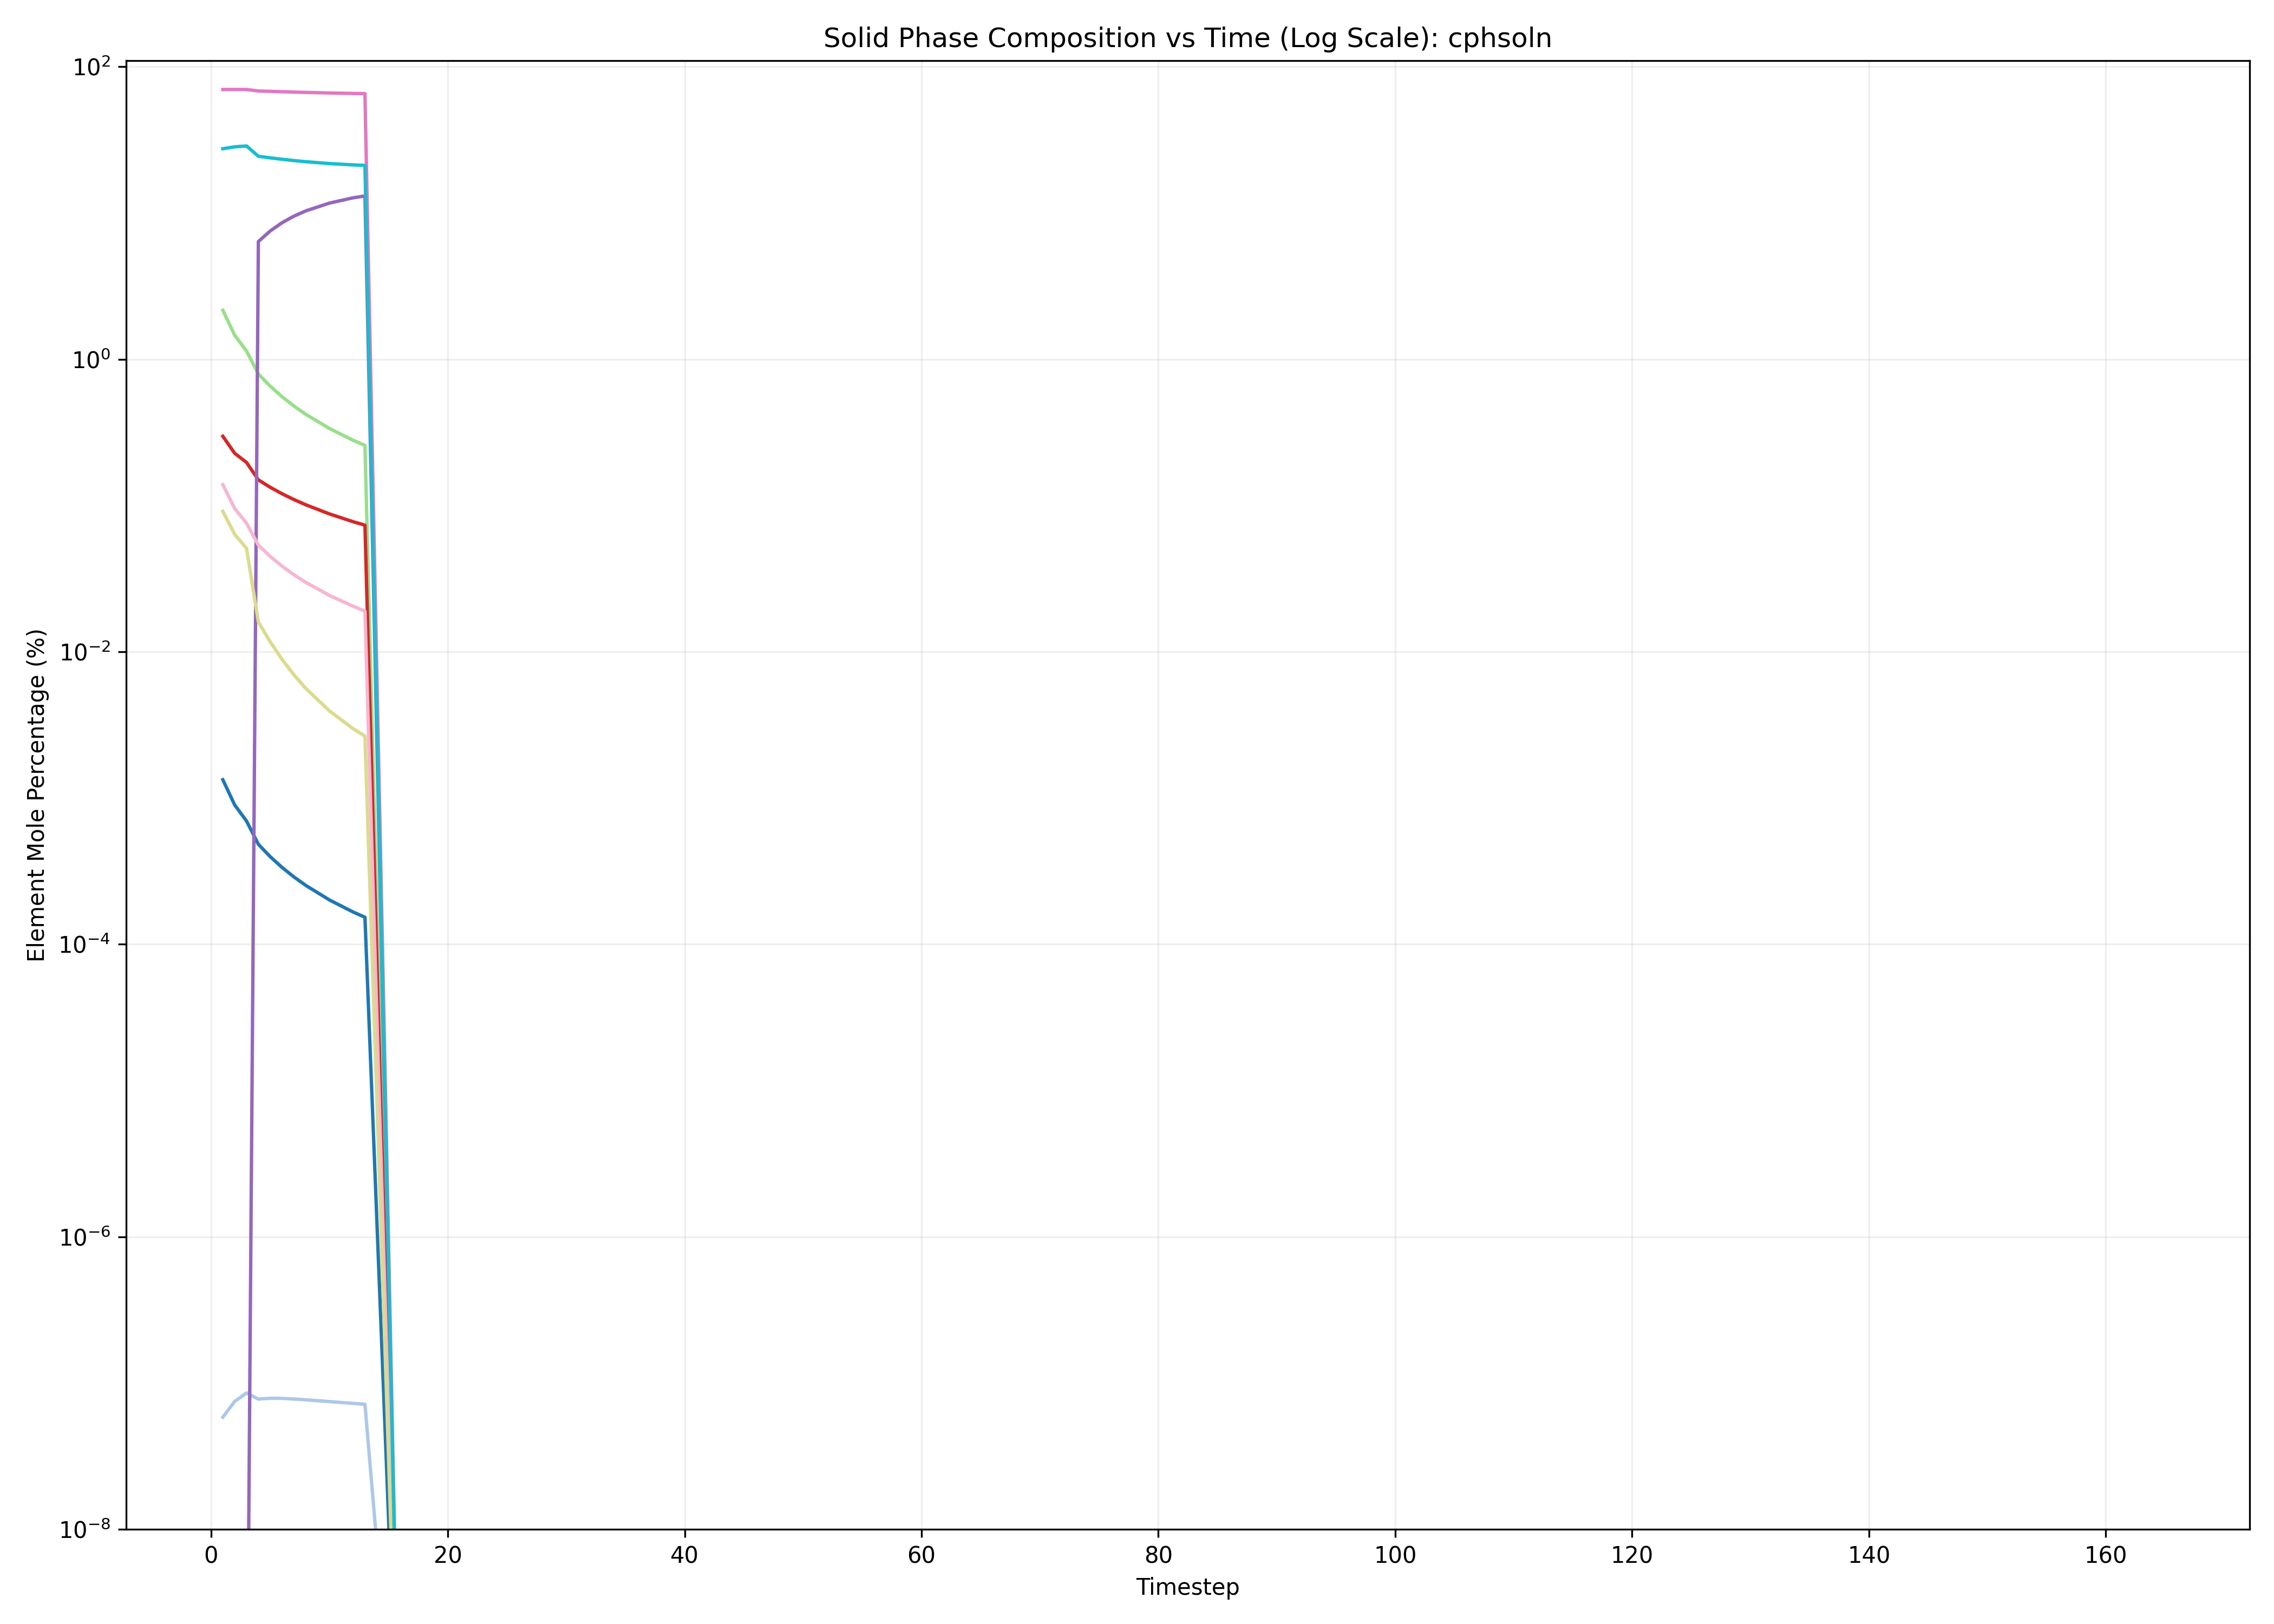 Solid Phase Composition vs Time (Log Scale): cphsoln
Element Mole Percentage (%)
10²
10⁰
10⁻²
10⁻⁴
10⁻⁶
10⁻⁸
0 20 40 60 80 100 120 140 160
Timestep